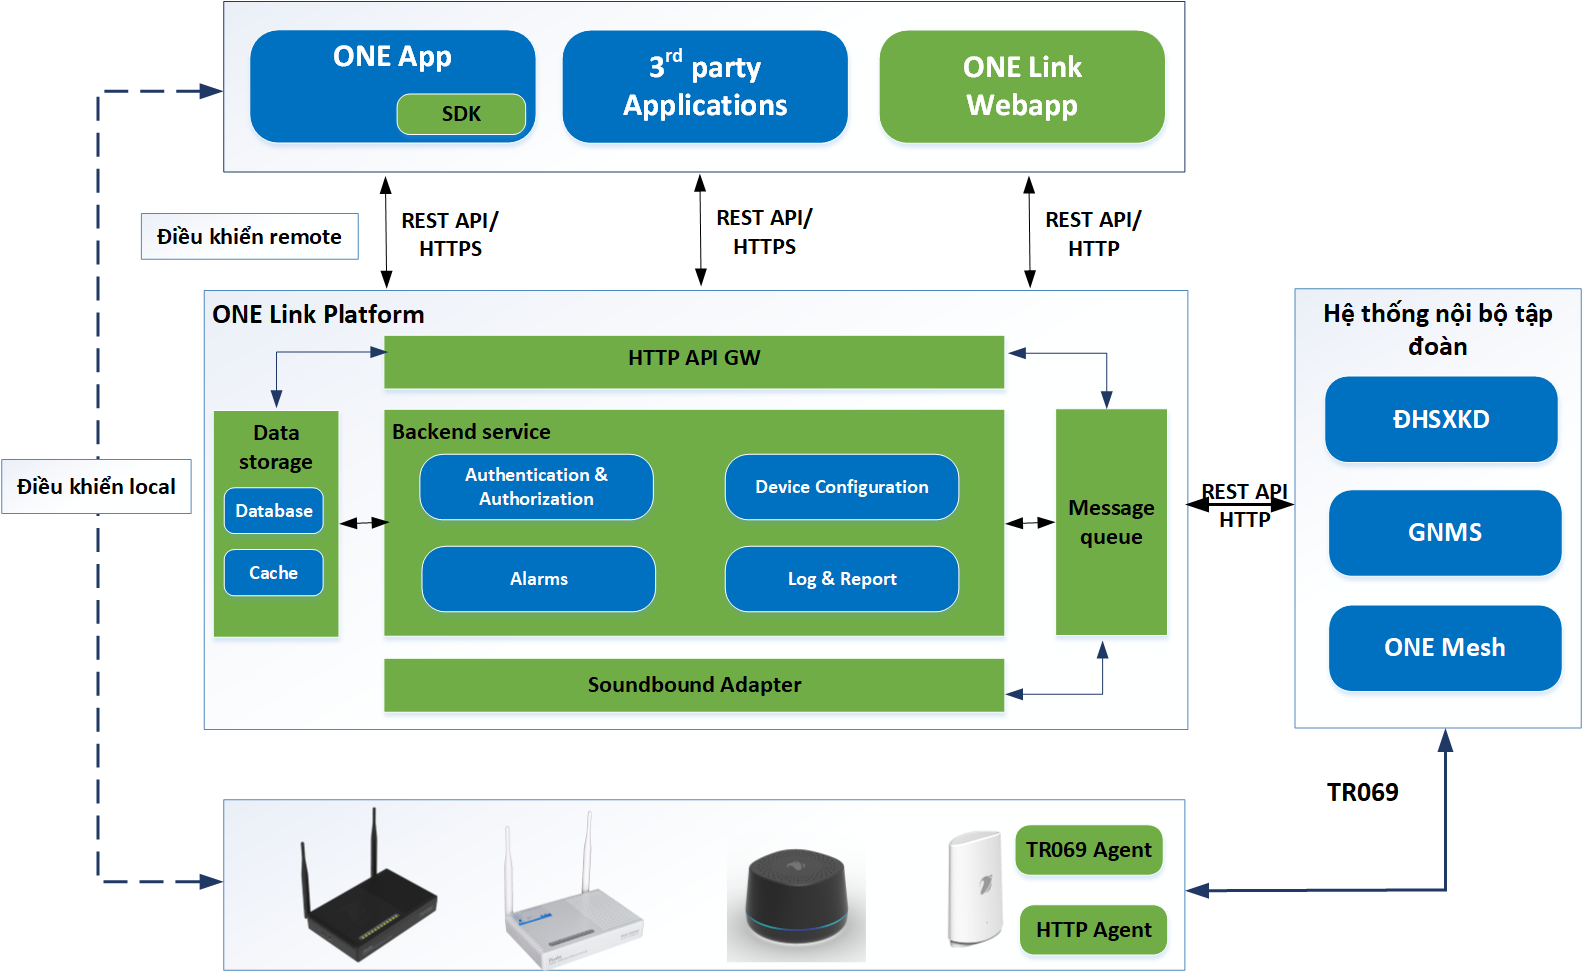 ONE App
SDK
3rd party
Applications
ONE Link
Webapp
Điều khiển remote
REST API/
HTTPS
REST API/
HTTPS
REST API/
HTTP
ONE Link Platform
HTTP API GW
Data
storage
Database
Cache
Backend service
Authentication &
Authorization
Device Configuration
Alarms
Log & Report
Message
queue
Soundbound Adapter
Điều khiển local
REST API
HTTP
Hệ thống nội bộ tập
đoàn
ĐHSXKD
GNMS
ONE Mesh
TR069
TR069 Agent
HTTP Agent